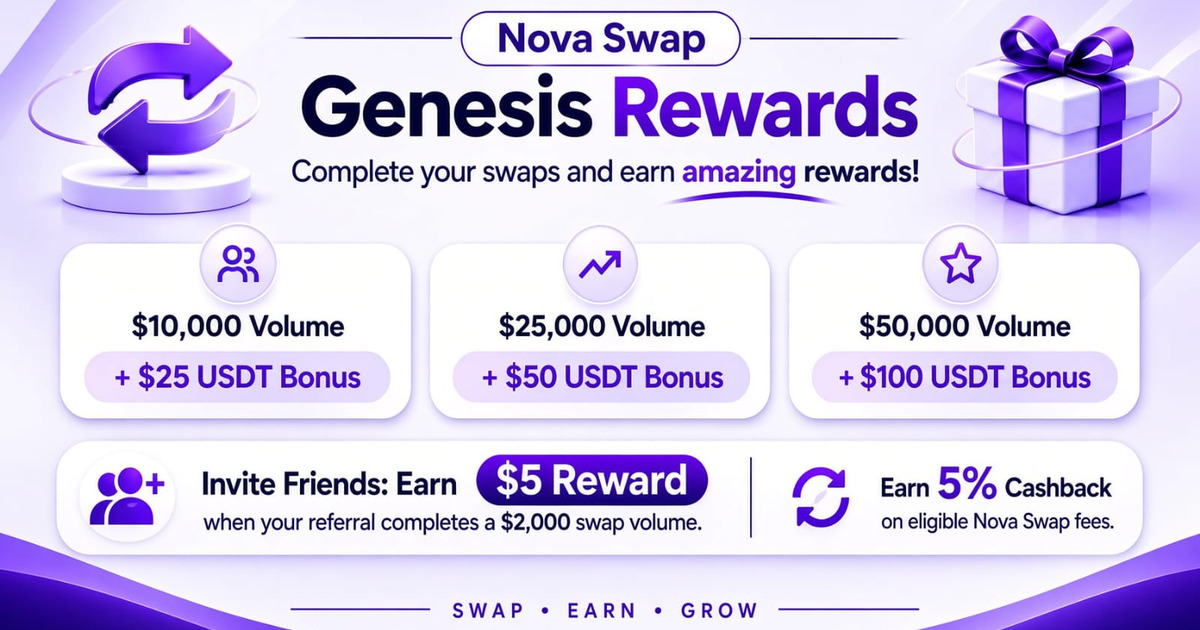 Nova Swap
Genesis Rewards
Complete your swaps and earn amazing rewards!
$10,000 Volume
+ $25 USDT Bonus
$25,000 Volume
+ $50 USDT Bonus
$50,000 Volume
+ $100 USDT Bonus
Invite Friends: Earn $5 Reward
when your referral completes a $2,000 swap volume.
Earn 5% Cashback
on eligible Nova Swap fees.
SWAP • EARN • GROW